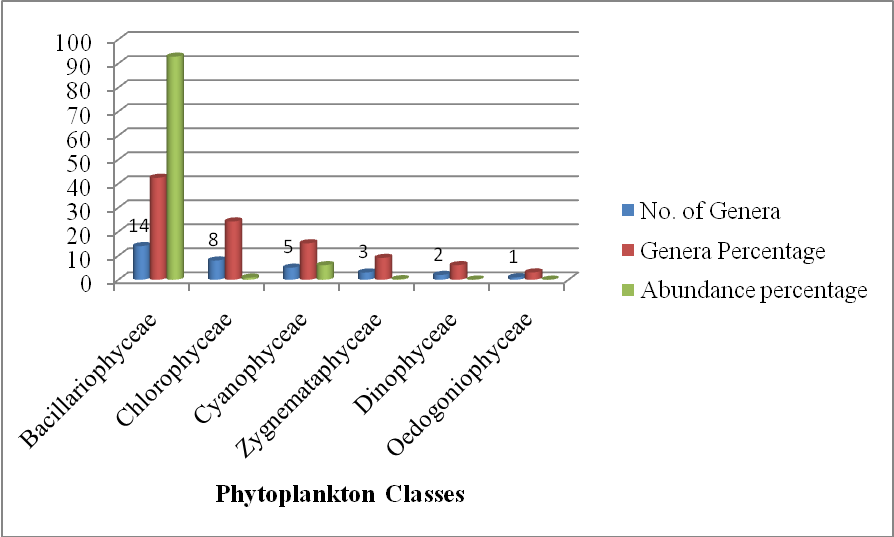 100
90
80
70
60
50
40
30
20
10
0
14
8
5
3
2
1
Bacillariophyceae
Chlorophyceae
Cyanophyceae
Zygnemataphyceae
Dinophyceae
Oedogoniophyceae
Phytoplankton Classes
No. of Genera
Genera Percentage
Abundance percentage